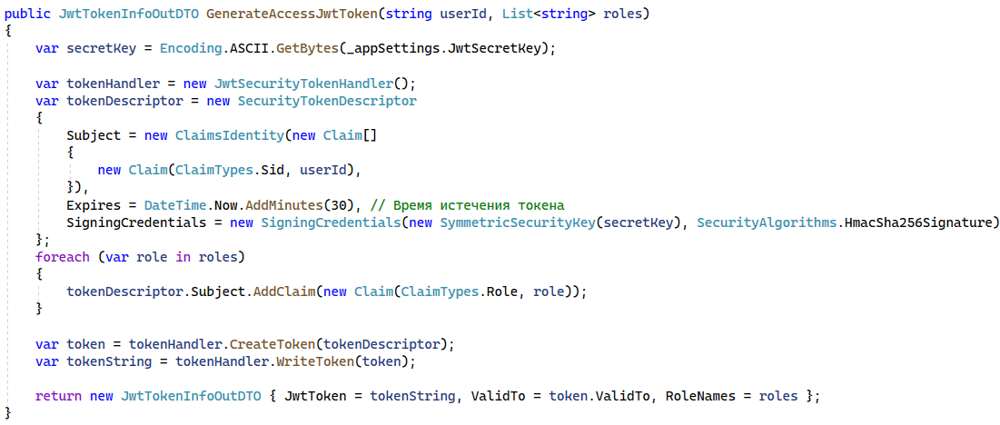 public JwtTokenInfoOutDTO GenerateAccessJwtToken(string userId, List<string> roles)
{
    var secretKey = Encoding.ASCII.GetBytes(_appSettings.JwtSecretKey);

    var tokenHandler = new JwtSecurityTokenHandler();
    var tokenDescriptor = new SecurityTokenDescriptor
    {
        Subject = new ClaimsIdentity(new Claim[]
        {
            new Claim(ClaimTypes.Sid, userId),
        }),
        Expires = DateTime.Now.AddMinutes(30), // Время истечения токена
        SigningCredentials = new SigningCredentials(new SymmetricSecurityKey(secretKey), SecurityAlgorithms.HmacSha256Signature)
    };
    foreach (var role in roles)
    {
        tokenDescriptor.Subject.AddClaim(new Claim(ClaimTypes.Role, role));
    }

    var token = tokenHandler.CreateToken(tokenDescriptor);
    var tokenString = tokenHandler.WriteToken(token);

    return new JwtTokenInfoOutDTO { JwtToken = tokenString, ValidTo = token.ValidTo, RoleNames = roles };
}